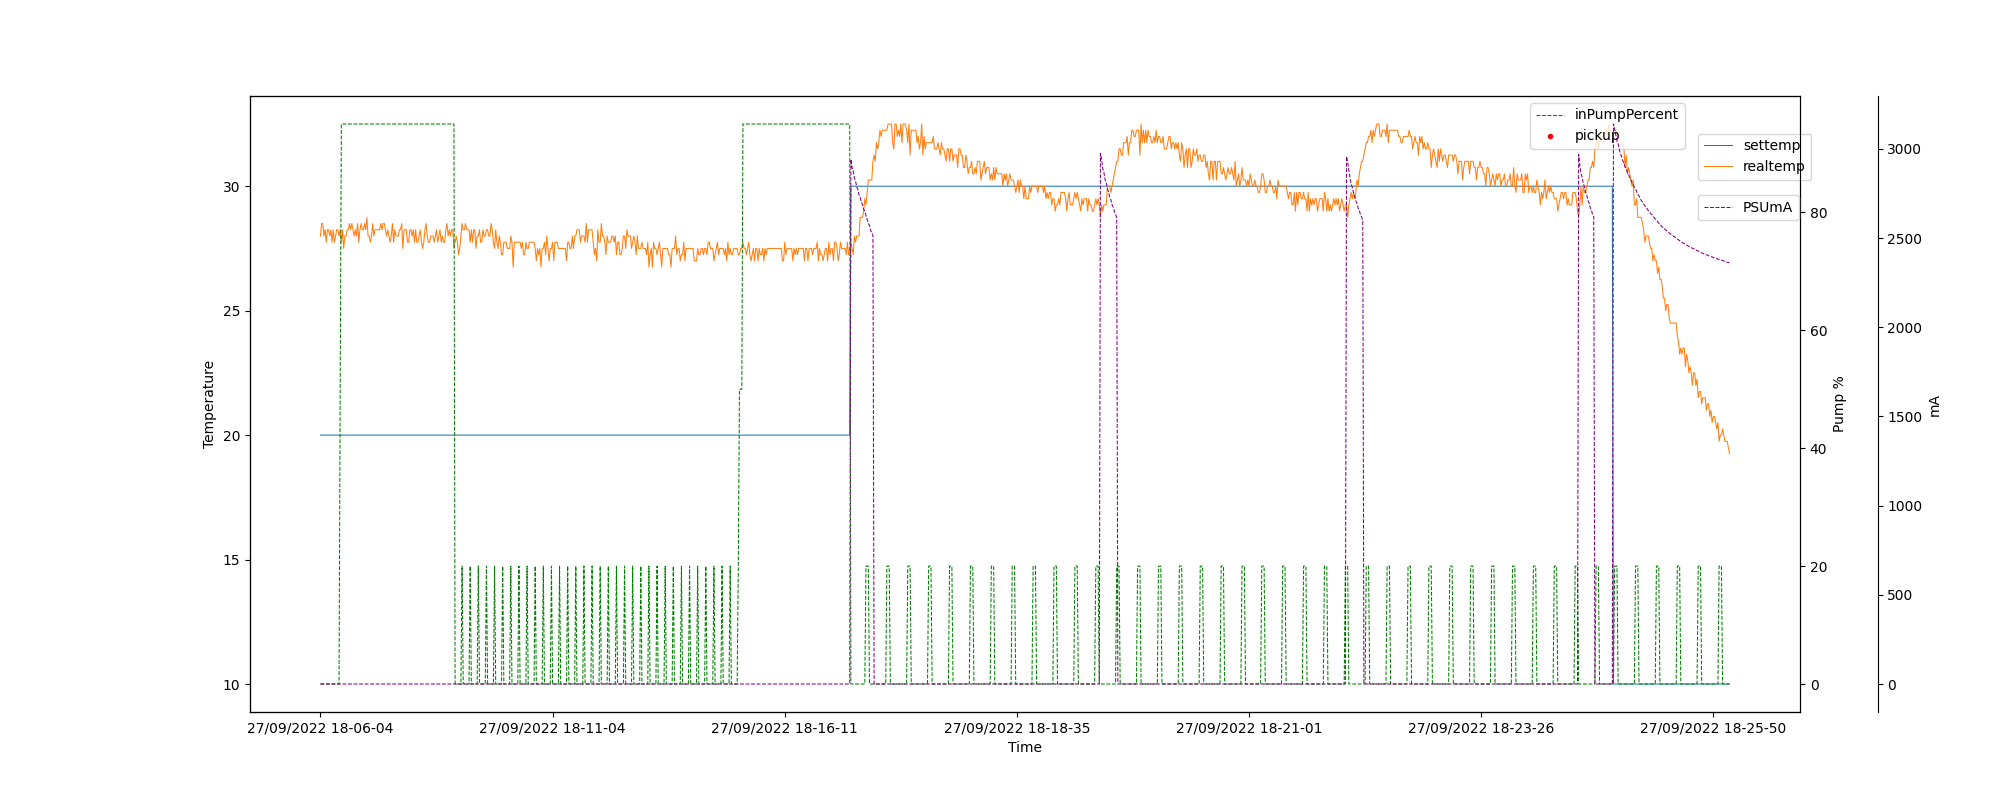 inPumpPercent
pickup
settemp
realtemp
PSUmA
Temperature
30
25
20
15
10
80
60
40
20
0
Pump %
3000
2500
2000
1500
1000
500
0
mA
27/09/2022 18-06-04
27/09/2022 18-11-04
27/09/2022 18-16-11
27/09/2022 18-18-35
27/09/2022 18-21-01
27/09/2022 18-23-26
27/09/2022 18-25-50
Time